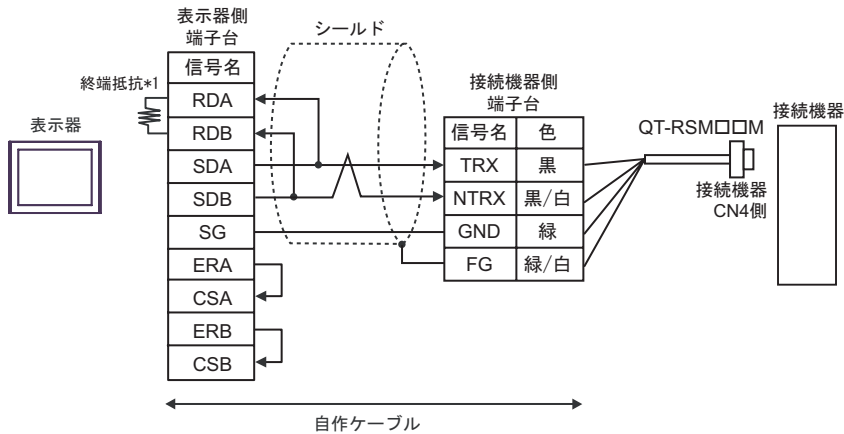 表示器側
端子台
シールド
信号名
終端抵抗*1
RDA
RDB
SDA
SDB
SG
ERA
CSA
ERB
CSB
表示器
接続機器側
端子台
信号名 色
TRX 黒
NTRX 黒/白
GND 緑
FG 緑/白
QT-RSM□□M
接続機器
CN4側
接続機器
自作ケーブル